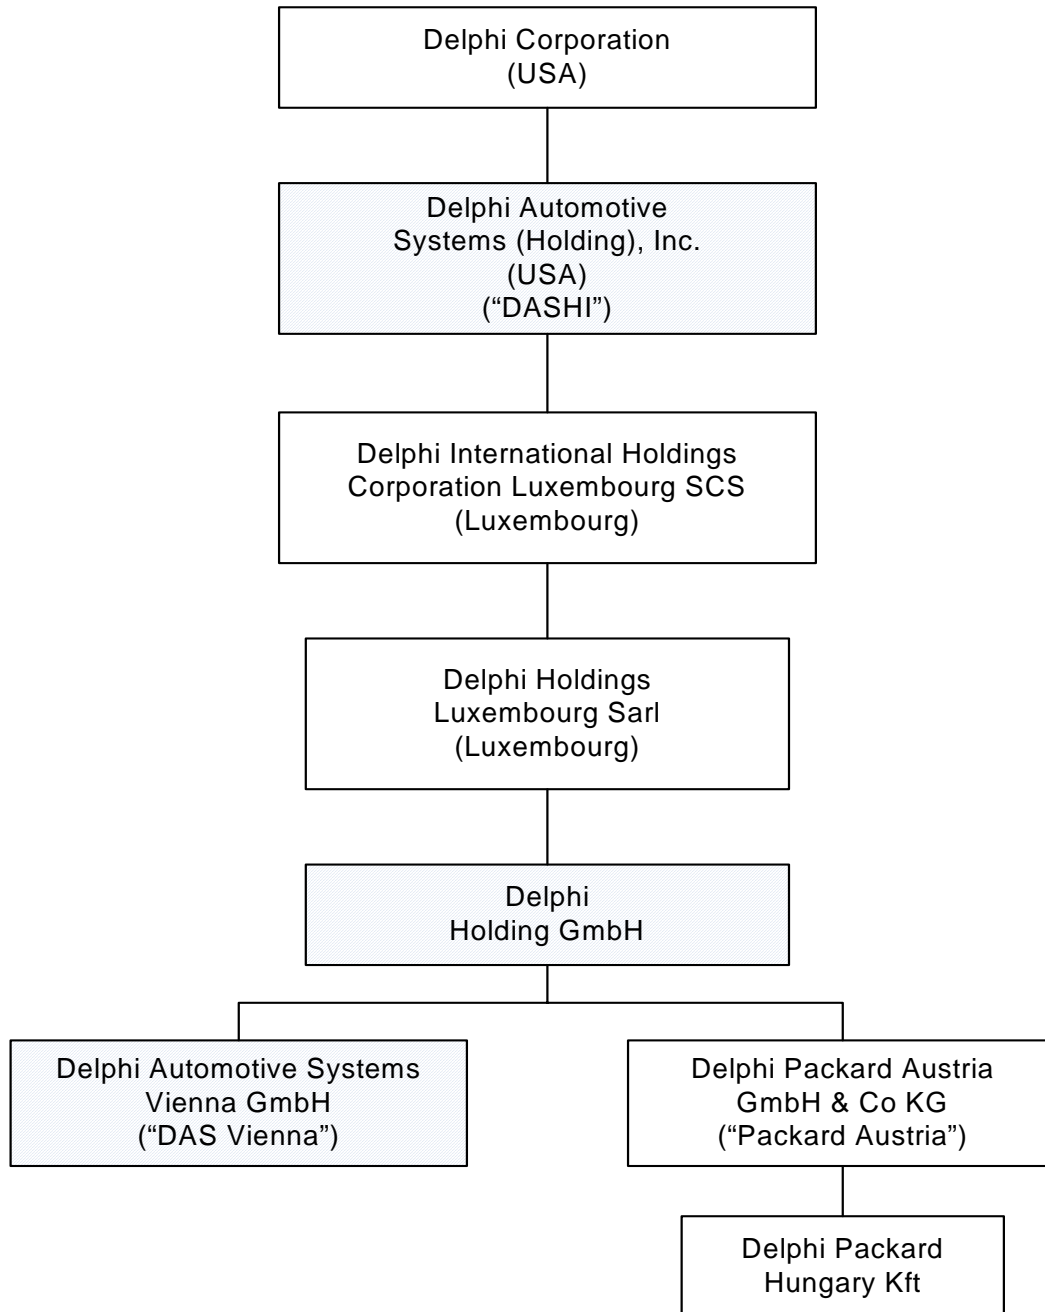 Delphi Corporation
(USA)
Delphi Automotive
Systems (Holding), Inc.
(USA)
(“DASHI”)
Delphi International Holdings
Corporation Luxembourg SCS
(Luxembourg)
Delphi Holdings
Luxembourg Sarl
(Luxembourg)
Delphi
Holding GmbH
Delphi Automotive Systems
Vienna GmbH
(“DAS Vienna”)
Delphi Packard Austria
GmbH & Co KG
(“Packard Austria”)
Delphi Packard
Hungary Kft